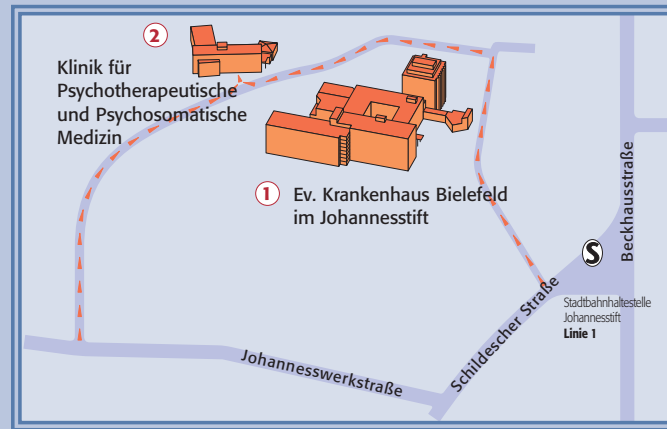 2
Klinik für
Psychotherapeutische
und Psychosomatische
Medizin
1 Ev. Krankenhaus Bielefeld
im Johannesstift
Beckhausstraße
S
Stadtbahnhaltestelle
Johannesstift
Linie 1
Schildescher Straße
Johanneswerkstraße